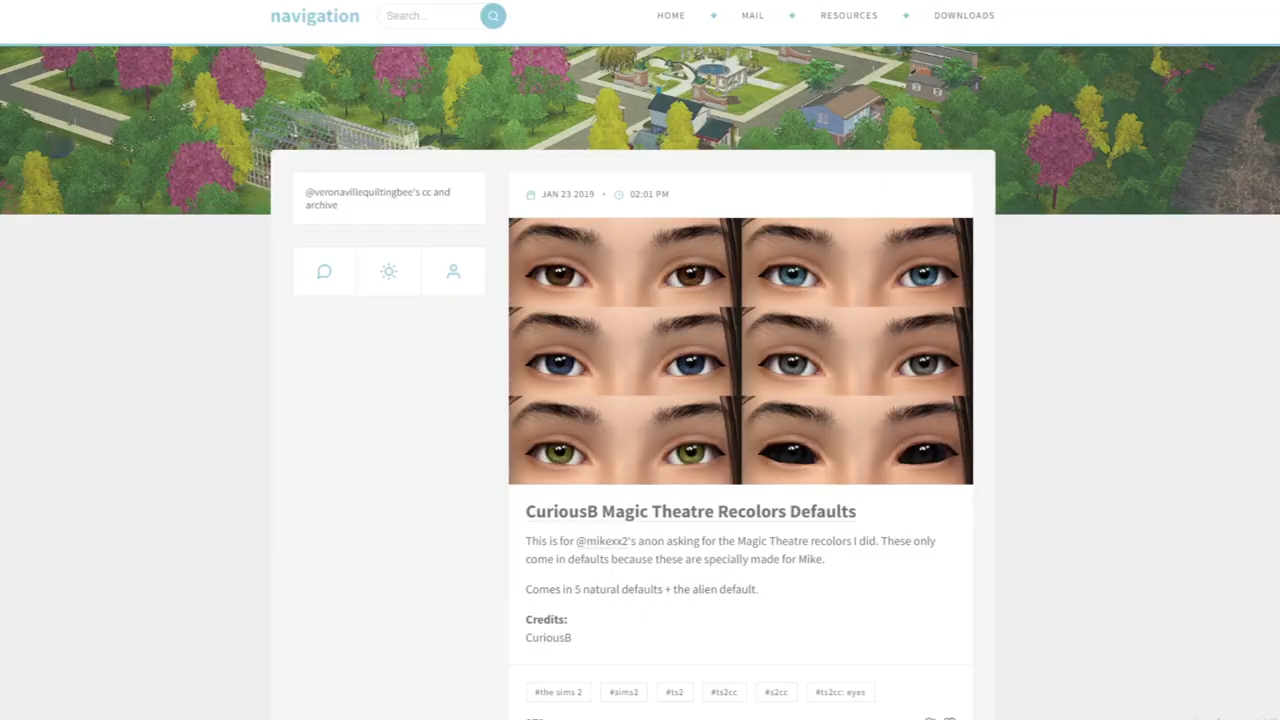 navigation
Search...
HOME
MAIL
RESOURCES
DOWNLOADS
@veronavillequiltingbee's cc and
archive
JAN 23 2019 • 02:01 PM
CuriousB Magic Theatre Recolors Defaults
This is for @mikexx2's anon asking for the Magic Theatre recolors I did. These only
come in defaults because these are specially made for Mike.
Comes in 5 natural defaults + the alien default.
Credits:
CuriousB
#the sims 2
#sims2
#ts2
#ts2cc
#s2cc
#ts2cc: eyes